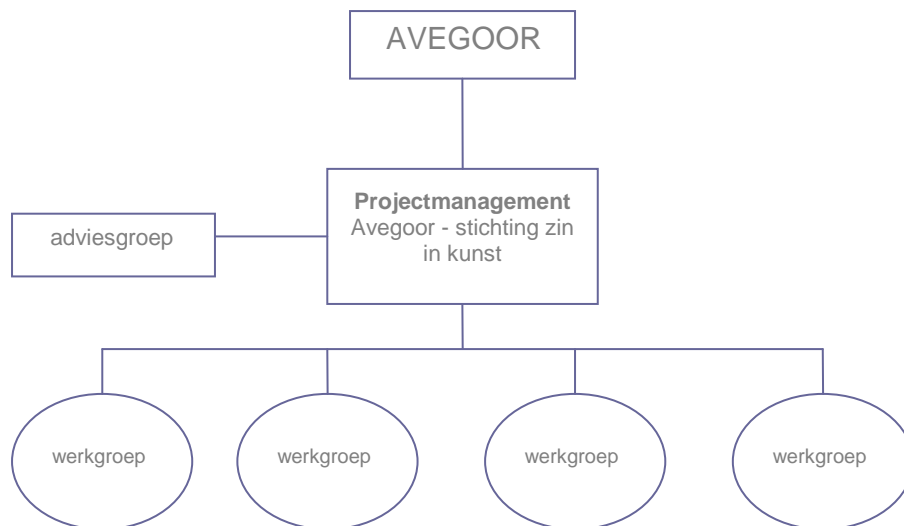 AVEGOOR
Projectmanagement
Avegoor - stichting zin
in kunst
adviesgroep
werkgroep
werkgroep
werkgroep
werkgroep